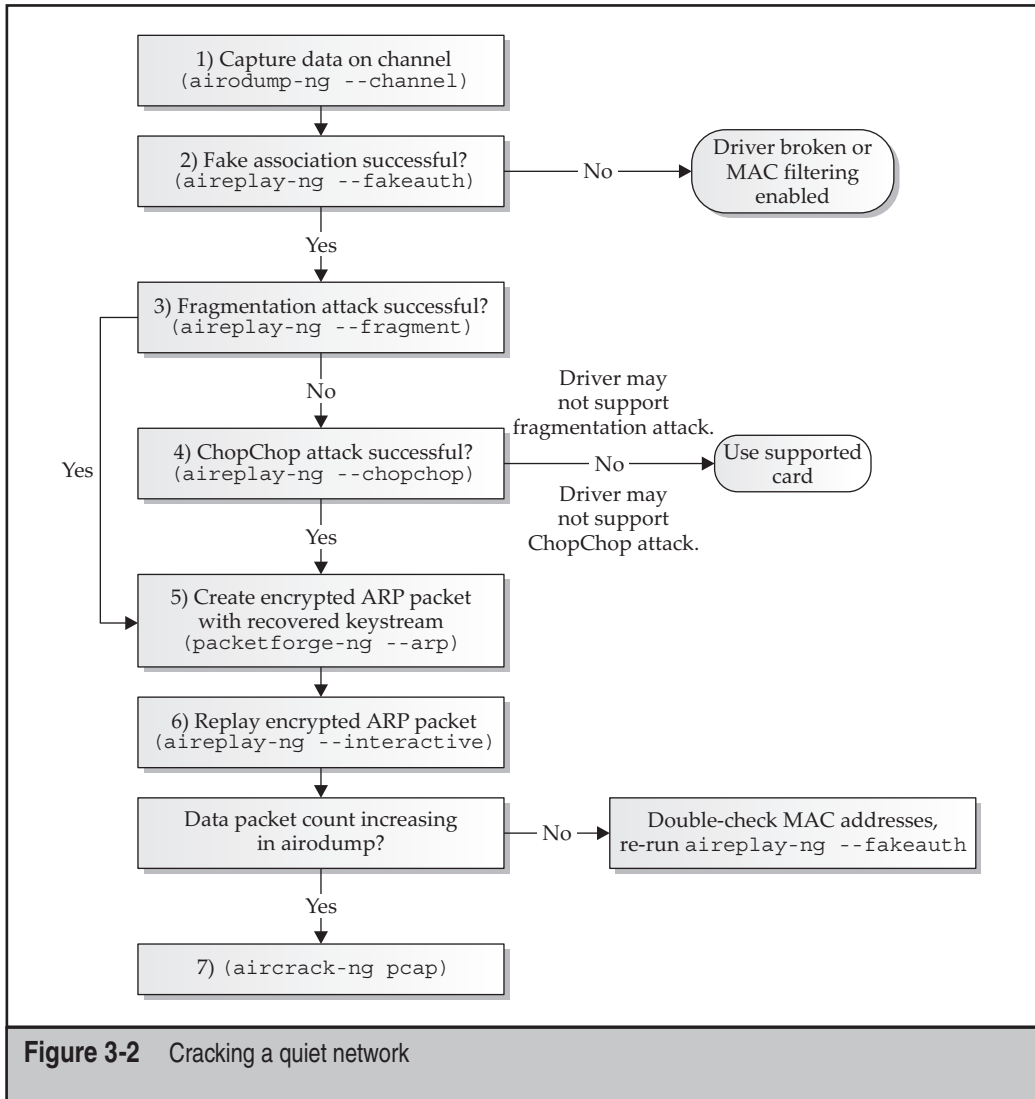 1) Capture data on channel
(airodump-ng --channel)
2) Fake association successful?
(aireplay-ng --fakeauth)
No
Driver broken or
MAC filtering
enabled
Yes
3) Fragmentation attack successful?
(aireplay-ng --fragment)
No
Driver may
not support
fragmentation attack.
Yes
4) ChopChop attack successful?
(aireplay-ng --chopchop)
No
Use supported
card
Driver may
not support
ChopChop attack.
Yes
5) Create encrypted ARP packet
with recovered keystream
(packetforge-ng --arp)
6) Replay encrypted ARP packet
(aireplay-ng --interactive)
Data packet count increasing
in airodump?
No
Double-check MAC addresses,
re-run aireplay-ng --fakeauth
Yes
7) (aircrack-ng pcap)
Figure 3-2 Cracking a quiet network